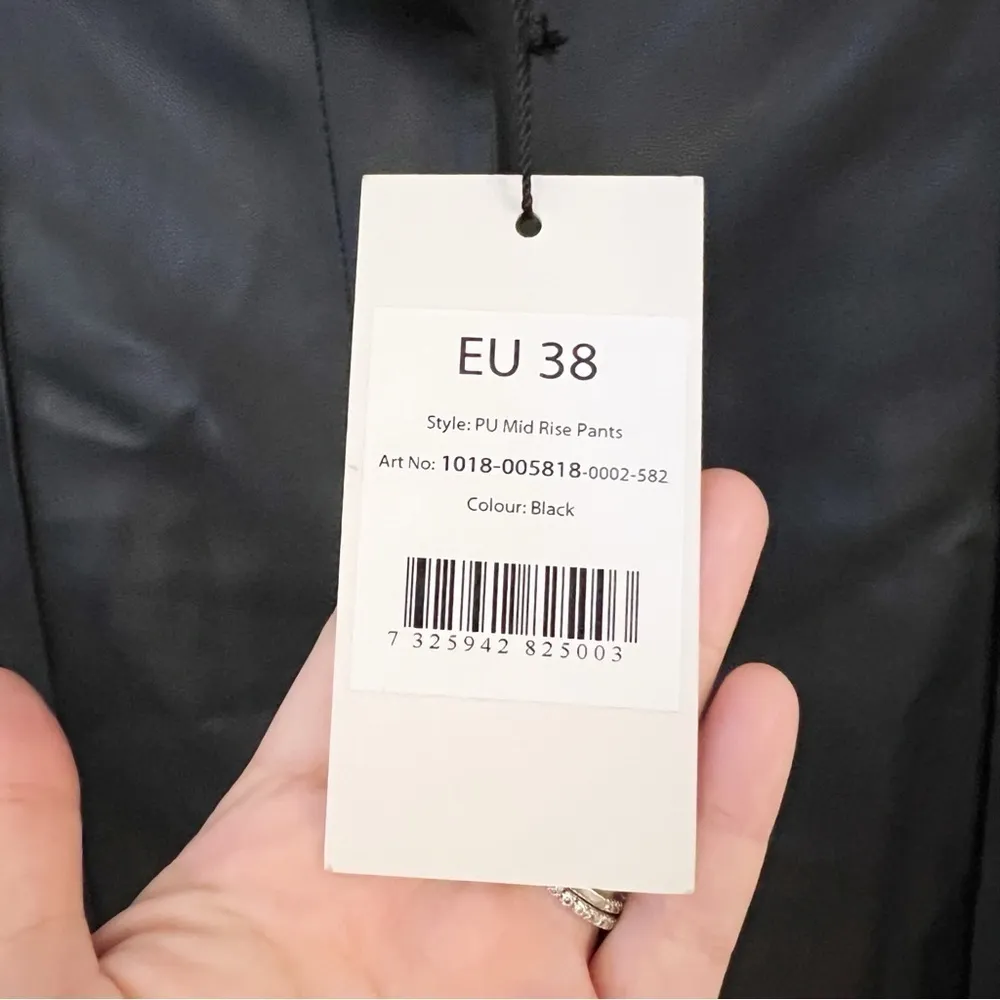 EU 38
Style: PU Mid Rise Pants
Art No: 1018-005818-0002-582
Colour: Black
7 325942 825003